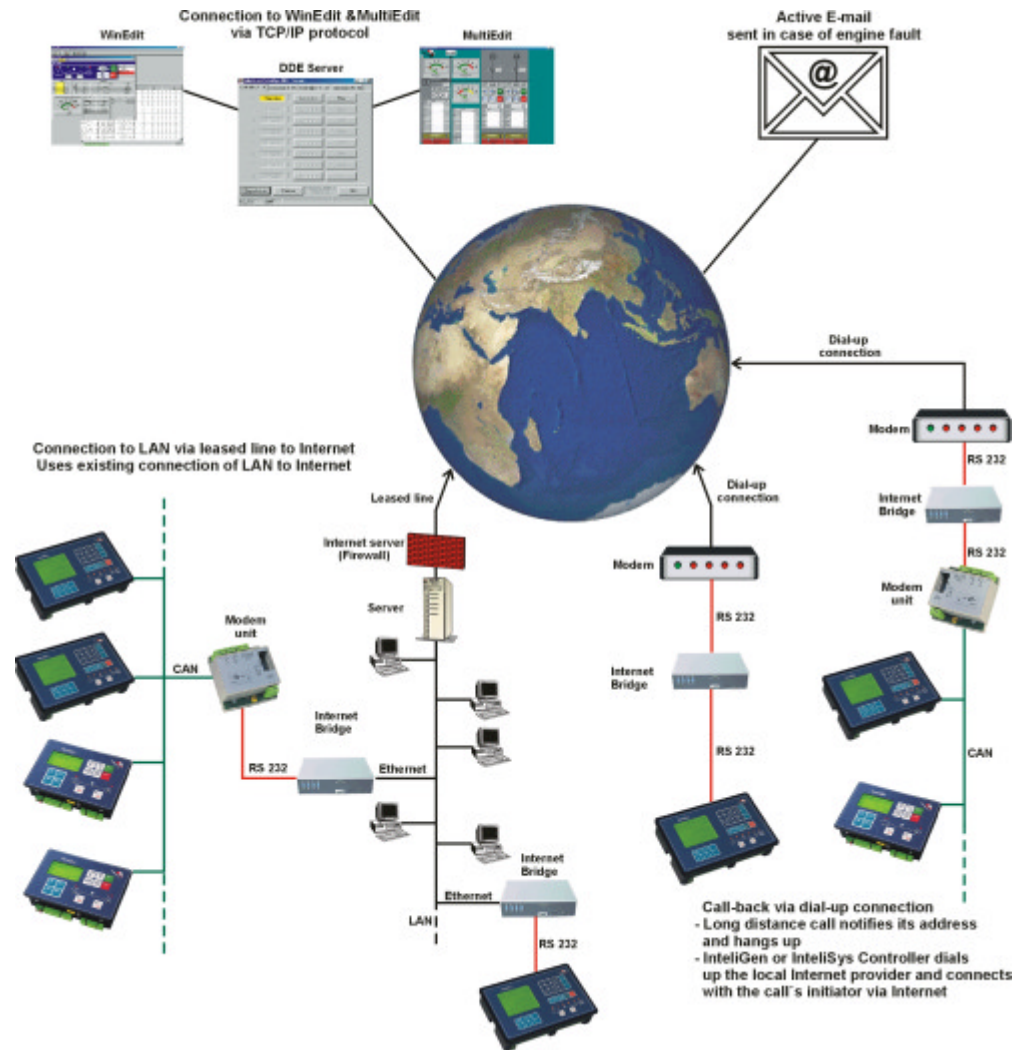 Connection to WinEdit &MultiEdit
via TCP/IP protocol
WinEdit
MultiEdit
DDE Server
Active E-mail
sent in case of engine fault
@
Dial-up
connection
Modem
RS 232
Internet
Bridge
RS 232
Modem
unit
CAN
Connection to LAN via leased line to Internet
Uses existing connection of LAN to Internet
Leased line
Internet server
(Firewall)
Server
Dial-up
connection
Modem
RS 232
Internet
Bridge
RS 232
Modem
unit
CAN
RS 232
Internet
Bridge
Ethernet
Internet
Bridge
Ethernet
LAN
RS 232
Call-back via dial-up connection
- Long distance call notifies its address
and hangs up
- InteliGen or InteliSys Controller dials
up the local Internet provider and connects
with the call´s initiator via Internet